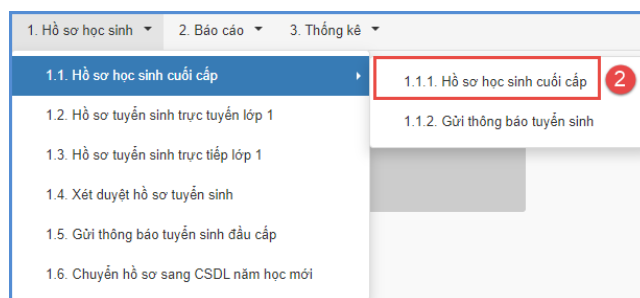 1. Hồ sơ học sinh 2. Báo cáo 3. Thống kê
1.1. Hồ sơ học sinh cuối cấp
1.1.1. Hồ sơ học sinh cuối cấp 2
1.2. Hồ sơ tuyển sinh trực tuyến lớp 1
1.1.2. Gửi thông báo tuyển sinh
1.3. Hồ sơ tuyển sinh trực tiếp lớp 1
1.4. Xét duyệt hồ sơ tuyển sinh
1.5. Gửi thông báo tuyển sinh đầu cấp
1.6. Chuyển hồ sơ sang CSDL năm học mới